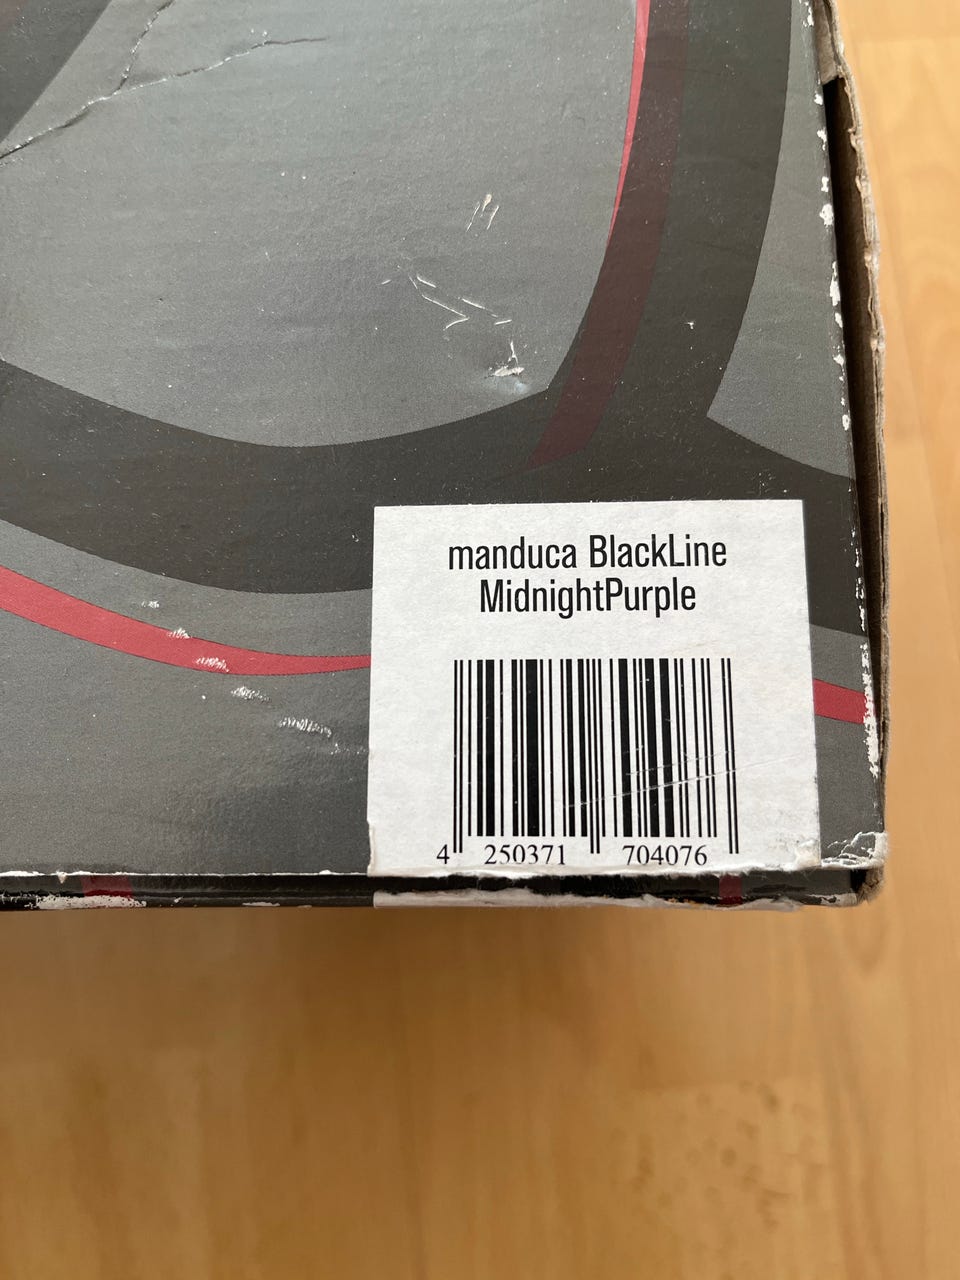 manduca BlackLine
MidnightPurple
4 250371 704076